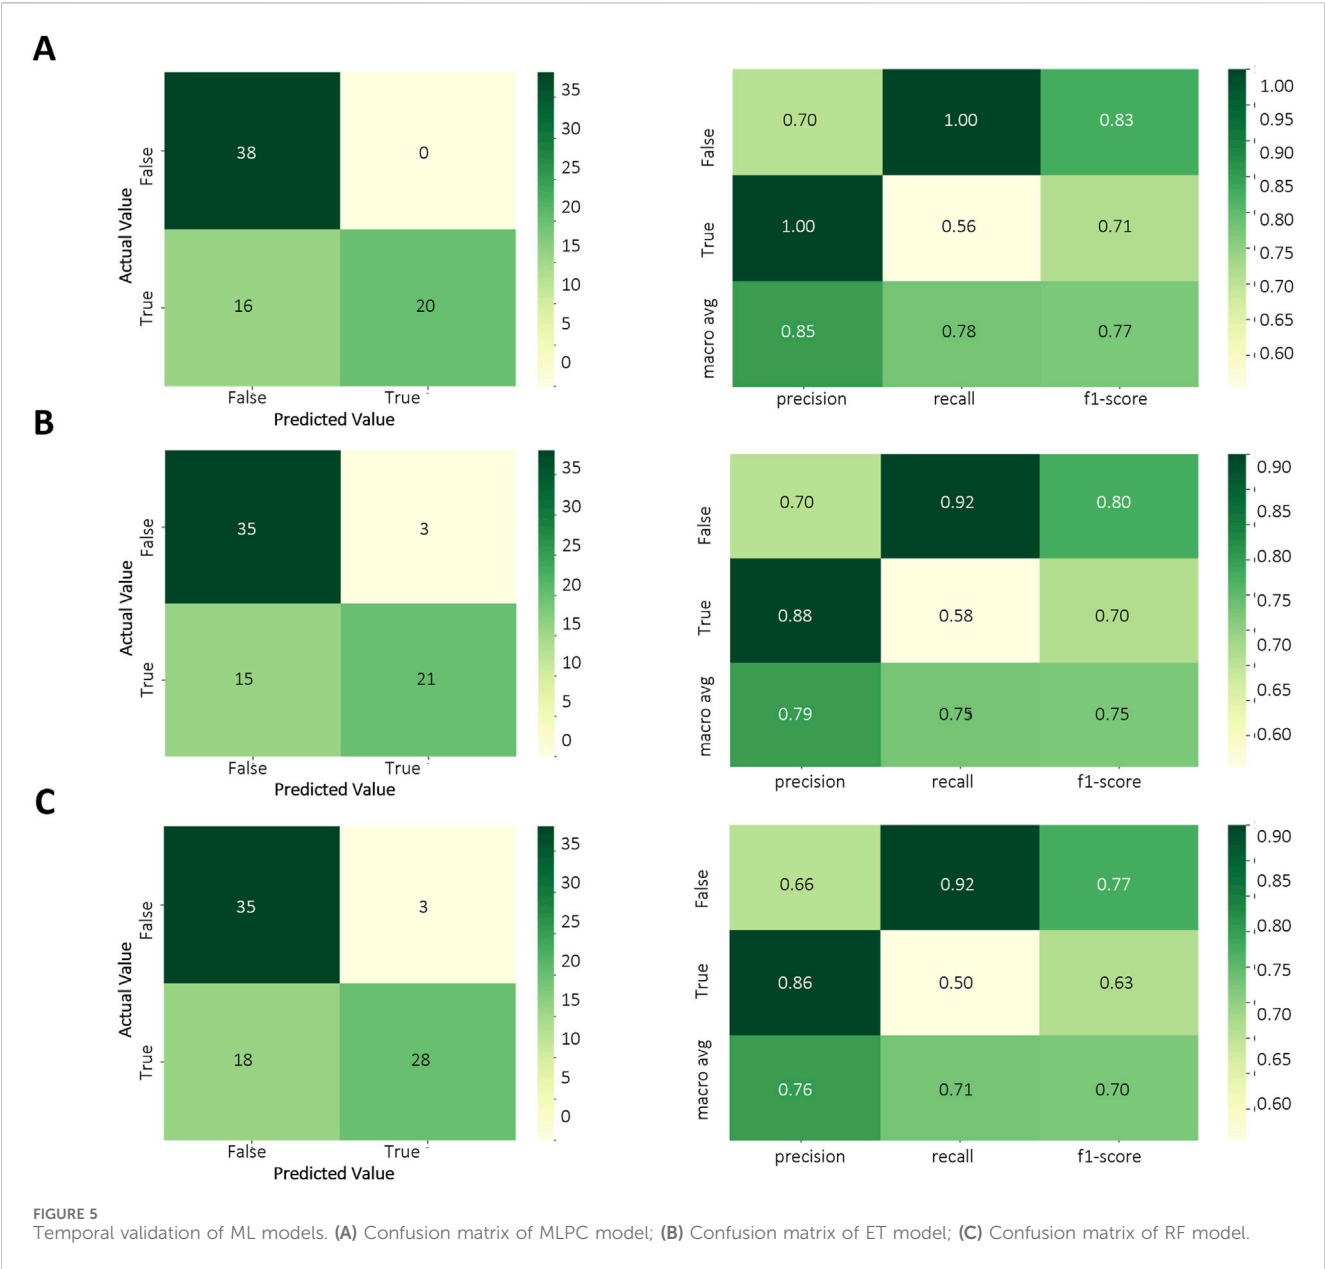 A
35
30
25
20
15
10
5
0
38 0
16 20
False
True
Actual Value
False True
Predicted Value
0.70 1.00 0.83
1.00 0.56 0.71
0.85 0.78 0.77
False
True
macro avg
precision recall f1-score
1.00
0.95
0.90
0.85
0.80
0.75
0.70
0.65
0.60
B
35 3
15 21
False
True
Actual Value
False True
Predicted Value
35
30
25
20
15
10
5
0
0.70 0.92 0.80
0.88 0.58 0.70
0.79 0.75 0.75
False
True
macro avg
precision recall f1-score
0.90
0.85
0.80
0.75
0.70
0.65
0.60
C
35 3
18 28
False
True
Actual Value
False True
Predicted Value
35
30
25
20
15
10
5
0
0.66 0.92 0.77
0.86 0.50 0.63
0.76 0.71 0.70
False
True
macro avg
precision recall f1-score
0.90
0.85
0.80
0.75
0.70
0.65
0.60
FIGURE 5
Temporal validation of ML models. (A) Confusion matrix of MLPC model; (B) Confusion matrix of ET model; (C) Confusion matrix of RF model.